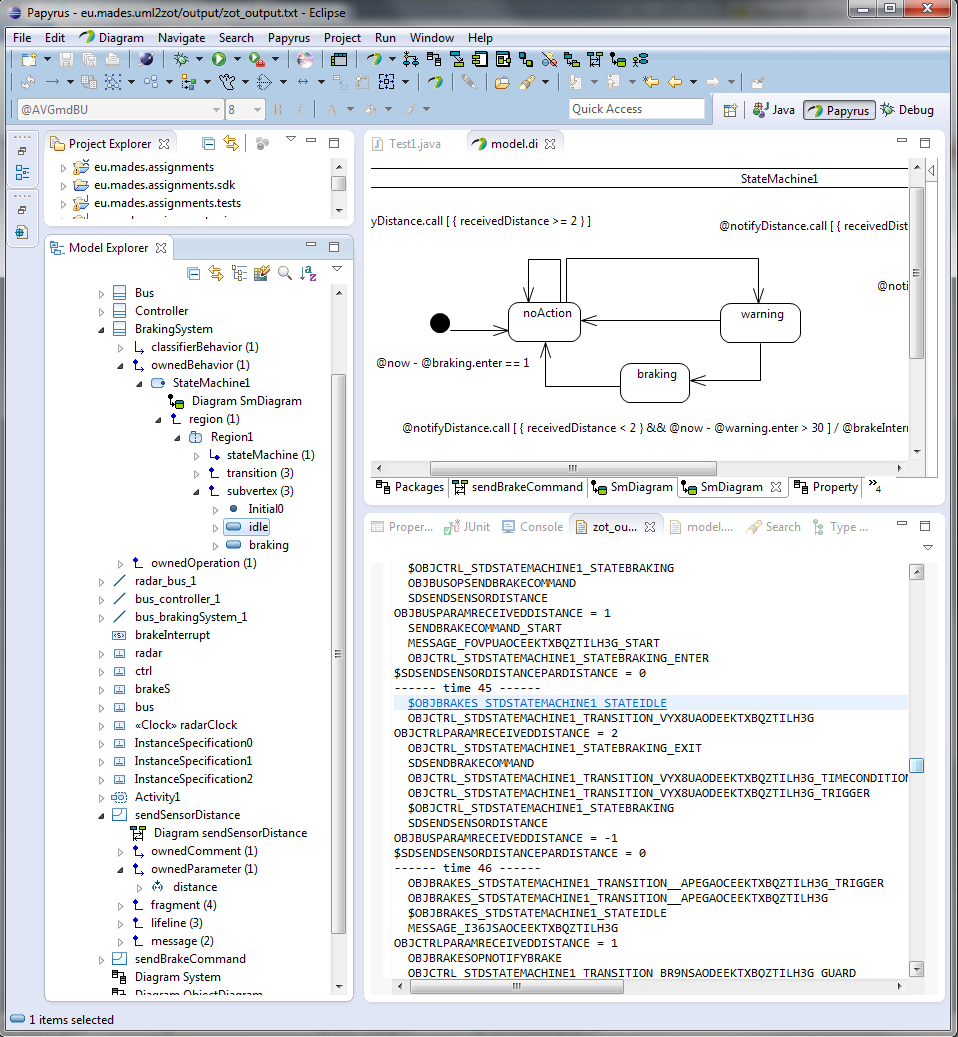 Papyrus - eu.mades.uml2zot/output/zot_output.txt - Eclipse
File Edit Diagram Navigate Search Papyrus Project Run Window Help
@AVGmdBU 8 B I A Quick Access Java Papyrus Debug
Project Explorer
eu.mades.assignments
eu.mades.assignments.sdk
eu.mades.assignments.tests
Model Explorer
Bus
Controller
BrakingSystem
classifierBehavior (1)
ownedBehavior (1)
StateMachine1
Diagram SmDiagram
region (1)
Region1
stateMachine (1)
transition (3)
subvertex (3)
Initial0
idle
braking
ownedOperation (1)
radar_bus_1
bus_controller_1
bus_brakingSystem_1
brakeInterrupt
radar
ctrl
brakeS
bus
«Clock» radarClock
InstanceSpecification0
InstanceSpecification1
InstanceSpecification2
Activity1
sendSensorDistance
Diagram sendSensorDistance
ownedComment (1)
ownedParameter (1)
distance
fragment (4)
lifeline (3)
message (2)
sendBrakeCommand
Diagram System
Diagram ObjectDiagram
Test1.java model.di
StateMachine1
yDistance.call [ { receivedDistance >= 2 } ]
@notifyDistance.call [ { receivedDist
@noti
noAction
warning
@now - @braking.enter == 1
braking
@notifyDistance.call [ { receivedDistance < 2 } && @now - @warning.enter > 30 ] / @brakeInterr
Packages sendBrakeCommand SmDiagram SmDiagram Property »4
Proper... JUnit Console zot_ou... model.... Search Type ...
$OBJCTRL_STDSTATEMACHINE1_STATEBRAKING
OBJBUSOPSENDBRAKECOMMAND
SDSENDSENSORDISTANCE
OBJBUSPARAMRECEIVEDDISTANCE = 1
SENDBRAKECOMMAND_START
MESSAGE_FOVPUAOCEEKTXBQZTILH3G_START
OBJCTRL_STDSTATEMACHINE1_STATEBRAKING_ENTER
$SDSENDSENSORDISTANCEPARDISTANCE = 0
------ time 45 ------
$OBJBRAKES_STDSTATEMACHINE1_STATEIDLE
OBJCTRL_STDSTATEMACHINE1_TRANSITION_VYX8UAODEEKTXBQZTILH3G
OBJCTRLPARAMRECEIVEDDISTANCE = 2
OBJCTRL_STDSTATEMACHINE1_STATEBRAKING_EXIT
SDSENDBRAKECOMMAND
OBJCTRL_STDSTATEMACHINE1_TRANSITION_VYX8UAODEEKTXBQZTILH3G_TIMECONDITION
OBJCTRL_STDSTATEMACHINE1_TRANSITION_VYX8UAODEEKTXBQZTILH3G_TRIGGER
$OBJCTRL_STDSTATEMACHINE1_STATEBRAKING
SDSENDSENSORDISTANCE
OBJBUSPARAMRECEIVEDDISTANCE = -1
$SDSENDSENSORDISTANCEPARDISTANCE = 0
------ time 46 ------
OBJBRAKES_STDSTATEMACHINE1_TRANSITION__APEGAOCEEKTXBQZTILH3G_TRIGGER
OBJBRAKES_STDSTATEMACHINE1_TRANSITION__APEGAOCEEKTXBQZTILH3G
$OBJBRAKES_STDSTATEMACHINE1_STATEIDLE
MESSAGE_I36JSAOCEEKTXBQZTILH3G
OBJCTRLPARAMRECEIVEDDISTANCE = 1
OBJBRAKESOPNOTIFYBRAKE
OBJCTRL_STDSTATEMACHINE1_TRANSITION_BR9NSAODEEKTXBQZTILH3G_GUARD
1 items selected